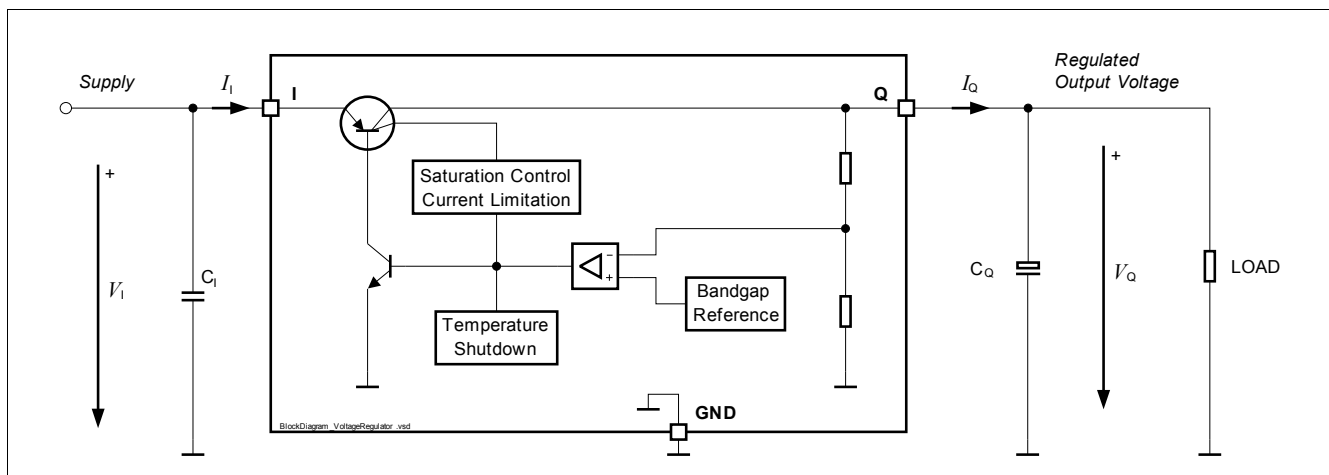 Supply
I_I
I
Q
I_Q
Regulated
Output Voltage
+
+
Saturation Control
Current Limitation
−
+
C_I
V_I
C_Q
V_Q
LOAD
Bandgap
Reference
Temperature
Shutdown
GND
BlockDiagram_VoltageRegulator .vsd